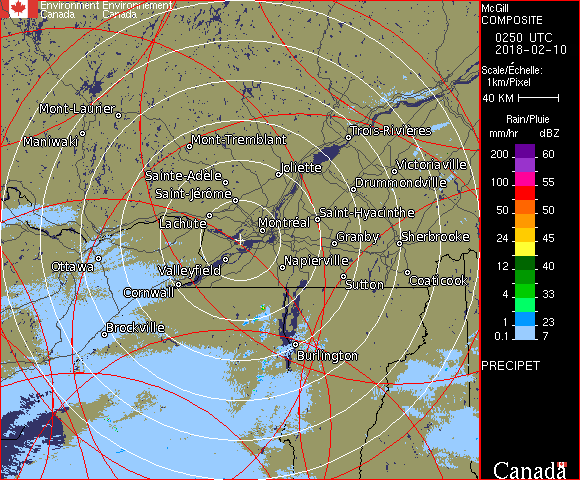 Environment Environnement
Canada Canada
McGill
COMPOSITE
0250 UTC
2018-02-10
Scale/Échelle:
1km/Pixel
40 KM
Rain/Pluie
mm/hr dBZ
200 60
100 55
50 50
24 45
12 40
4 33
1 23
0.1 7
PRECIPET
Canada
Mont-Laurier
Maniwaki
Mont-Tremblant
Trois-Rivières
Sainte-Adèle
Joliette
Victoriaville
Saint-Jérôme
Drummondville
Lachute
Montréal
Saint-Hyacinthe
Granby
Sherbrooke
Ottawa
Valleyfield
Napierville
Sutton
Coaticook
Cornwall
Brockville
Burlington